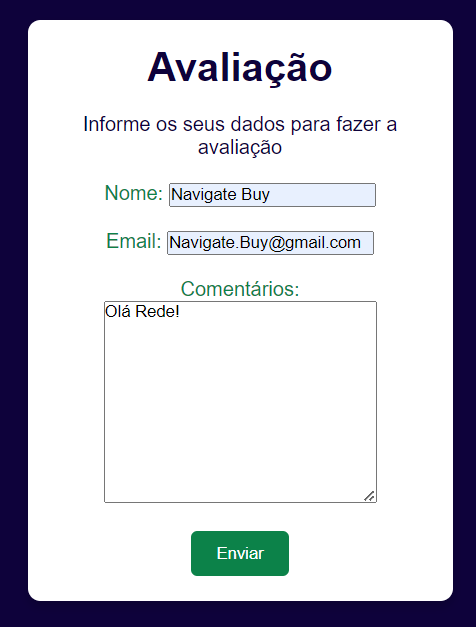 Avaliação
Informe os seus dados para fazer a
avaliação
Nome: Navigate Buy
Email: Navigate.Buy@gmail.com
Comentários:
Olá Rede!
Enviar